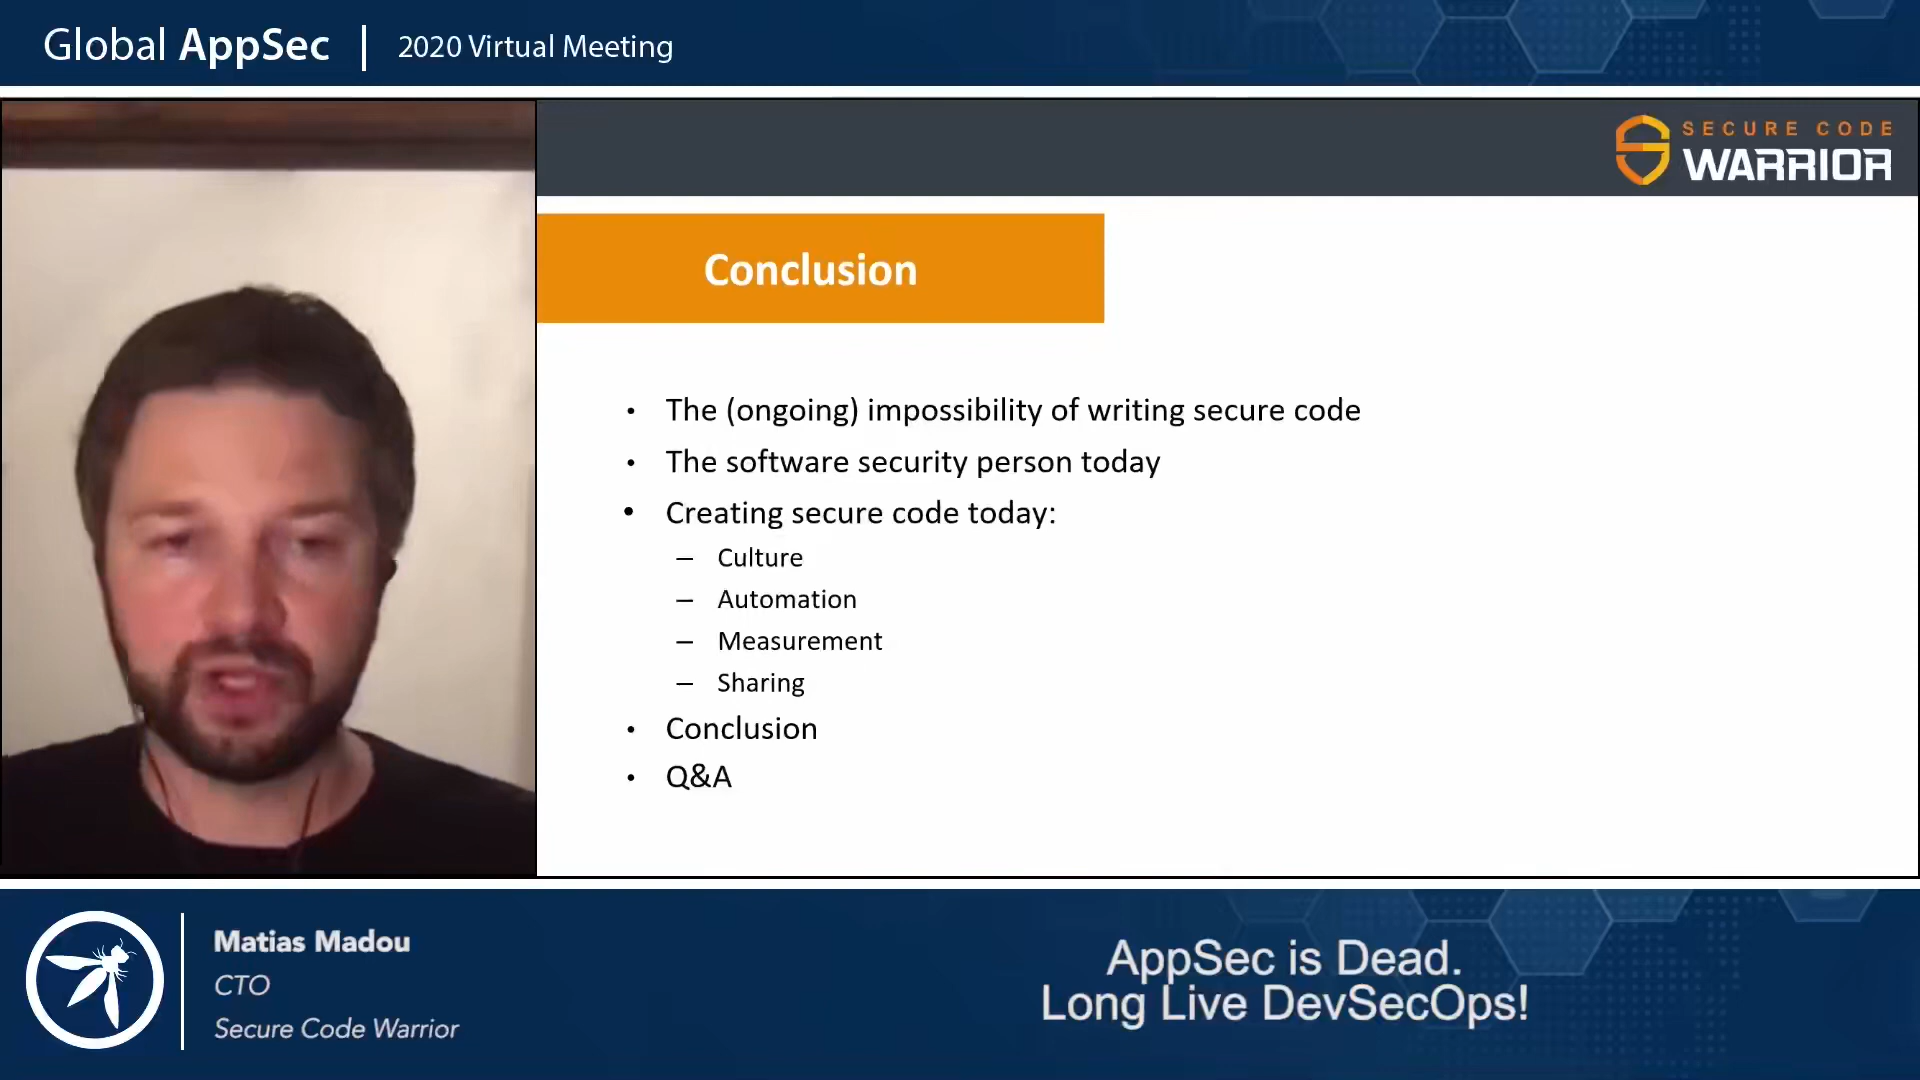 Global AppSec | 2020 Virtual Meeting
SECURE CODE
WARRIOR
Conclusion
• The (ongoing) impossibility of writing secure code
• The software security person today
• Creating secure code today:
– Culture
– Automation
– Measurement
– Sharing
• Conclusion
• Q&A
Matias Madou
CTO
Secure Code Warrior
AppSec is Dead.
Long Live DevSecOps!